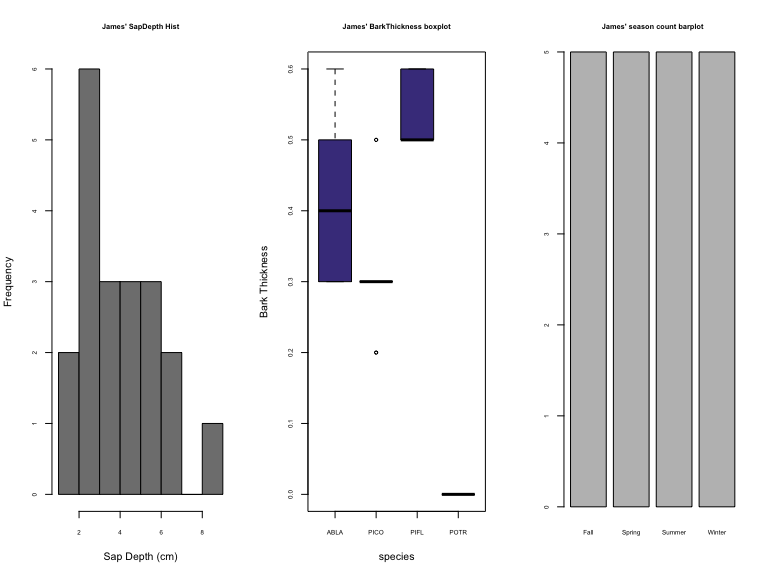 James' SapDepth Hist
Frequency
6
5
4
3
2
1
0
2 4 6 8
Sap Depth (cm)
James' BarkThickness boxplot
Bark Thickness
0.6
0.5
0.4
0.3
0.2
0.1
0.0
ABLA PICO PIFL POTR
species
James' season count barplot
5
4
3
2
1
0
Fall Spring Summer Winter